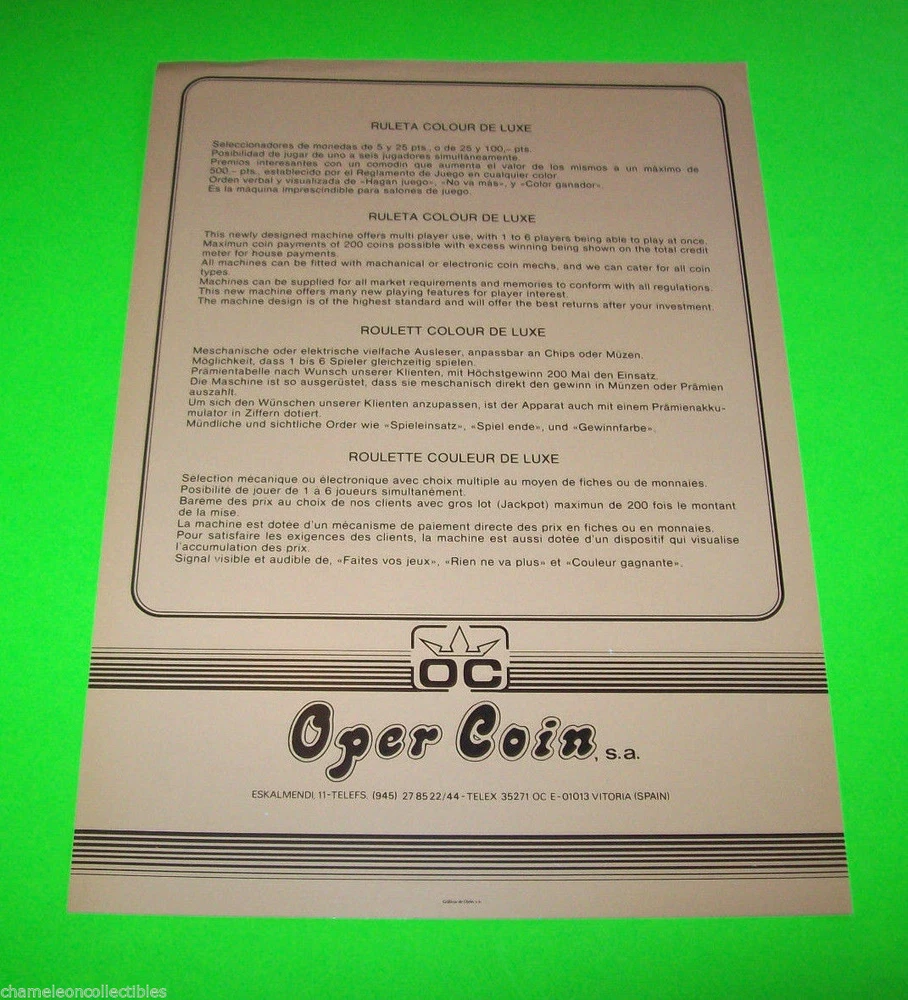 RULETA COLOUR DE LUXE
Seleccionadores de monedas de 5 y 25 pts., o de 25 y 100,- pts.
Posibilidad de jugar de uno a seis jugadores simultáneamente.
Premios interesantes con un comodín que aumenta el valor de los mismos a un máximo de
500,- pts. establecido por el Reglamento de Juego en cualquier color.
Orden verbal y visualizada de «Hagan juego», «No va más», y «Color ganador».
Es la máquina imprescindible para salones de juego.
RULETA COLOUR DE LUXE
This newly designed machine offers multi player use, with 1 to 6 players being able to play at once.
Maximun coin payments of 200 coins possible with excess winning being shown on the total credit
meter for house payments.
All machines can be fitted with machanical or electronic coin mechs, and we can cater for all coin
types.
Machines can be supplied for all market requirements and memories to conform with all regulations.
This new machine offers many new playing features for player interest.
The machine design is of the highest standard and will offer the best returns after your investment.
ROULETT COLOUR DE LUXE
Meschanische oder elektrische vielfache Ausleser, anpassbar an Chips oder Müzen.
Möglichkeit, dass 1 bis 6 Spieler gleichzeitig spielen.
Prämientabelle nach Wunsch unserer Klienten, mit Höchstgewinn 200 Mal den Einsatz.
Die Maschine ist so ausgerüstet, dass sie meschanisch direkt den gewinn in Münzen oder Prämien
auszahlt.
Um sich den Wünschen unserer Klienten anzupassen, ist der Apparat auch mit einem Prämienakku-
mulator in Ziffern dotiert.
Mündliche und sichtliche Order wie «Spieleinsatz», «Spiel ende», und «Gewinnfarbe».
ROULETTE COULEUR DE LUXE
Sélection mécanique ou électronique avec choix multiple au moyen de fiches ou de monnaies.
Posibilité de jouer de 1 à 6 joueurs simultanément.
Barème des prix au choix de nos clients avec gros lot (Jackpot) maximun de 200 fois le montant
de la mise.
La machine est dotée d'un mécanisme de paiement directe des prix en fiches ou en monnaies.
Pour satisfaire les exigences des clients, la machine est aussi dotée d'un dispositif qui visualise
l'accumulation des prix.
Signal visible et audible de, «Faites vos jeux», «Rien ne va plus» et «Couleur gagnante».
OC
Oper Coin, s.a.
ESKALMENDI, 11-TELEFS. (945) 27 85 22/44 - TELEX 35271 OC E-01013 VITORIA (SPAIN)
chameleoncollectibles